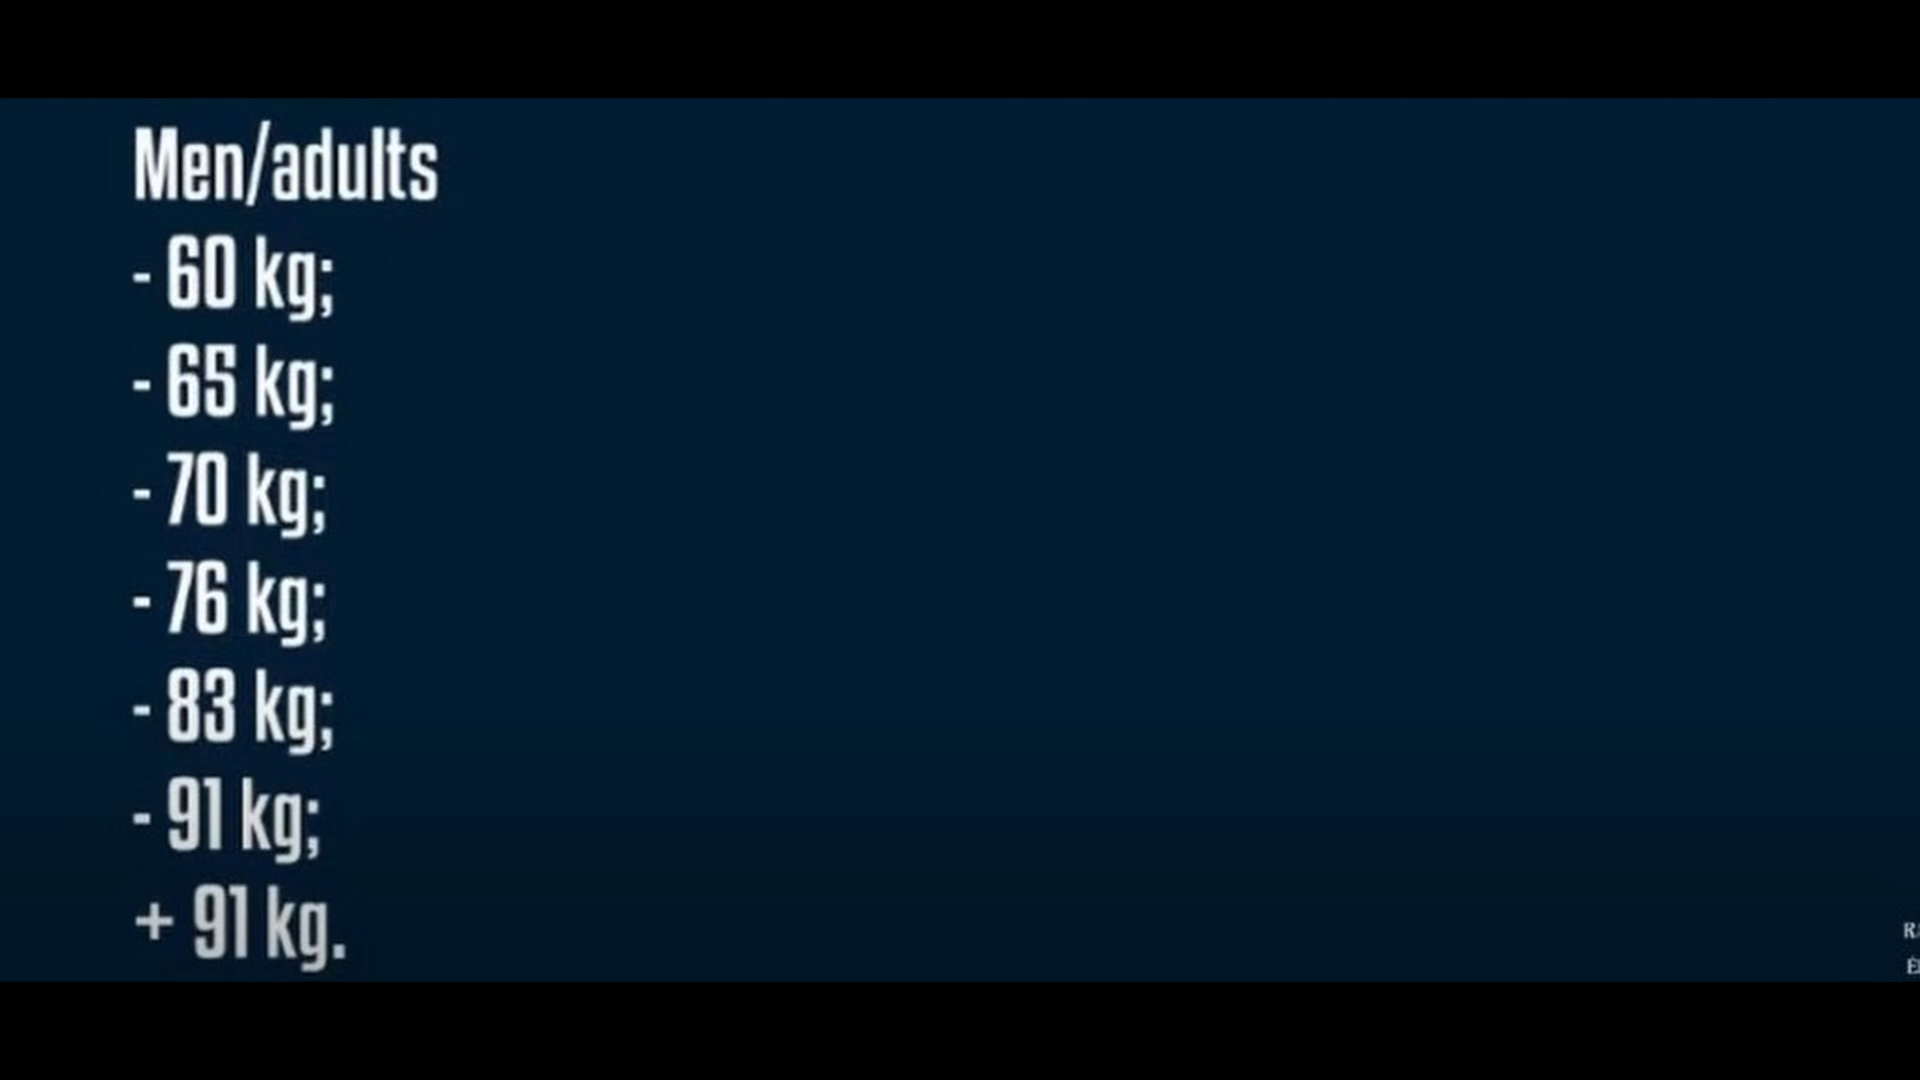 Men/adults
- 60 kg;
- 65 kg;
- 70 kg;
- 76 kg;
- 83 kg;
- 91 kg;
+ 91 kg.